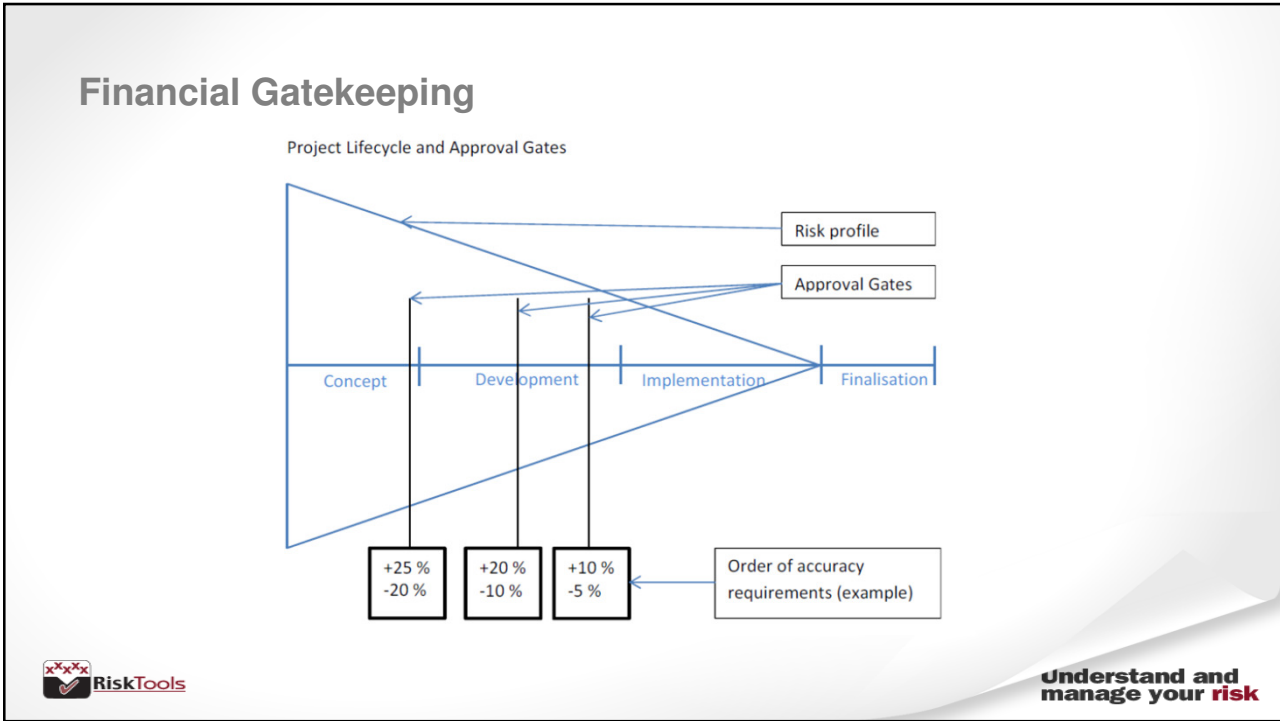 Financial Gatekeeping
Project Lifecycle and Approval Gates
Risk profile
Approval Gates
Concept
Development
Implementation
Finalisation
+25 %
-20 %
+20 %
-10 %
+10 %
-5 %
Order of accuracy
requirements (example)
xxxxx
RiskTools
Understand and
manage your risk